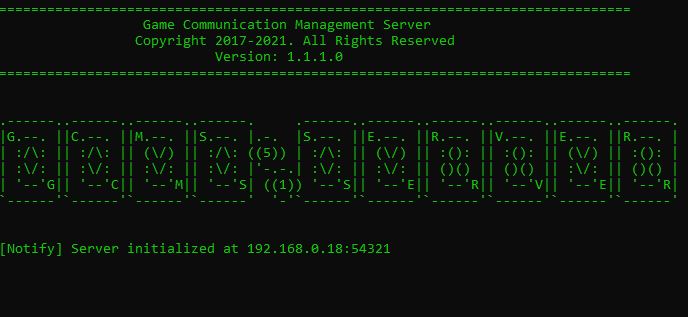 ===============================================================================
Game Communication Management Server
Copyright 2017-2021. All Rights Reserved
Version: 1.1.1.0
===============================================================================
.------..------..------..------.     .------..------..------..------..------..------.
|G.--. ||C.--. ||M.--. ||S.--. |.-.  |S.--. ||E.--. ||R.--. ||V.--. ||E.--. ||R.--. |
| :/\: || :/\: || (\/) || :/\: ((5)) | :/\: || (\/) || :(): || :(): || (\/) || :(): |
| :\/: || :\/: || :\/: || :\/: |'-.-.| :\/: || :\/: || ()() || ()() || :\/: || ()() |
| '--'G|| '--'C|| '--'M|| '--'S| ((1)) '--'S|| '--'E|| '--'R|| '--'V|| '--'E|| '--'R|
`------'`------'`------'`------'  '-'`------'`------'`------'`------'`------'`------'
[Notify] Server initialized at 192.168.0.18:54321